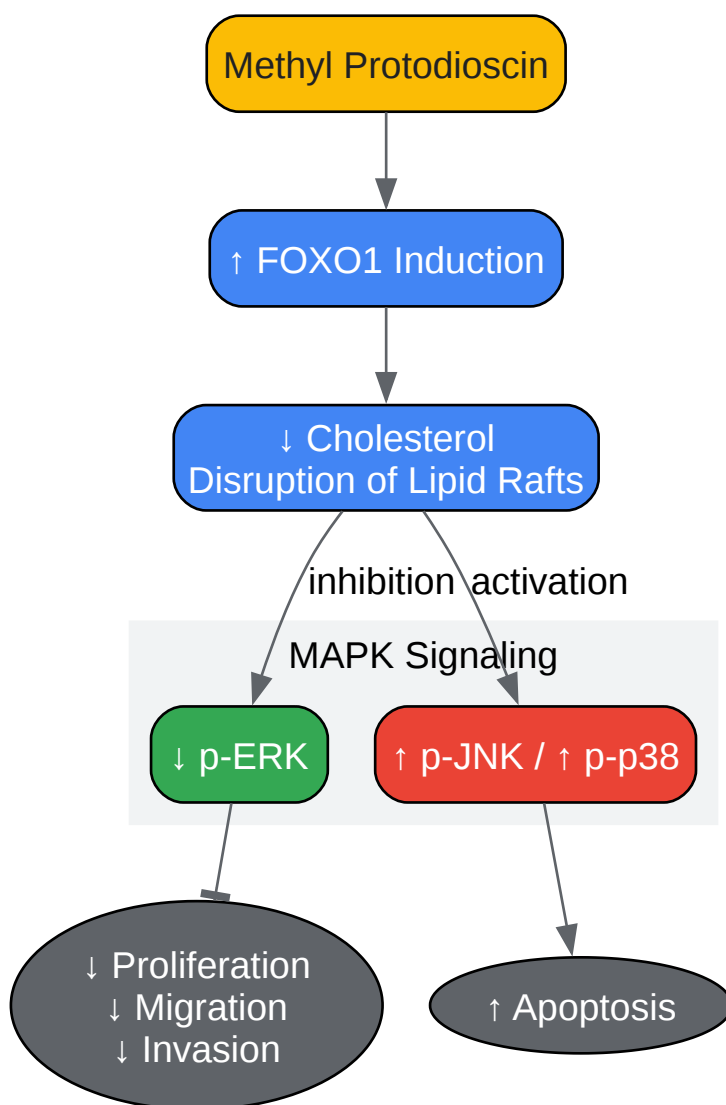 Methyl Protodioscin
↑ FOXO1 Induction
↓ Cholesterol
Disruption of Lipid Rafts
inhibition
activation
MAPK Signaling
↓ p-ERK
↑ p-JNK / ↑ p-p38
↓ Proliferation
↓ Migration
↓ Invasion
↑ Apoptosis